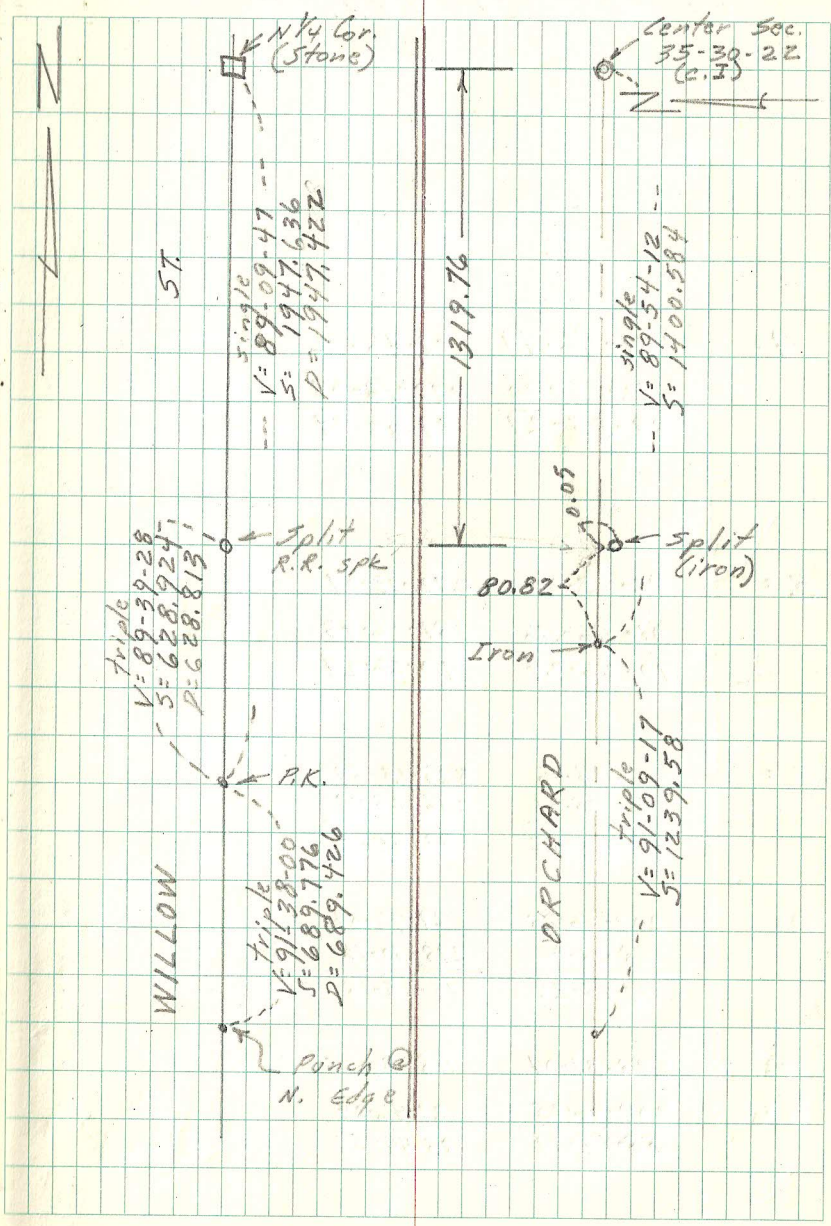 N
N 1/4 Cor.
(Stone)
ST.
single
V= 89-09-47
S= 1947.636
D= 1947.422
Split
R.R. spk
triple
V= 89-39-28
S= 628.924
D= 628.813
P.K.
WILLOW
triple
V= 91-38-00
S= 689.776
D= 689.426
Punch @
N. Edge
Center Sec.
35-30-22
(C.I)
N
1319.76
single
V= 89-54-12
S= 1400.584
0.05
Split
(iron)
80.82
Iron
ORCHARD
triple
V= 91-09-17
S= 1239.58